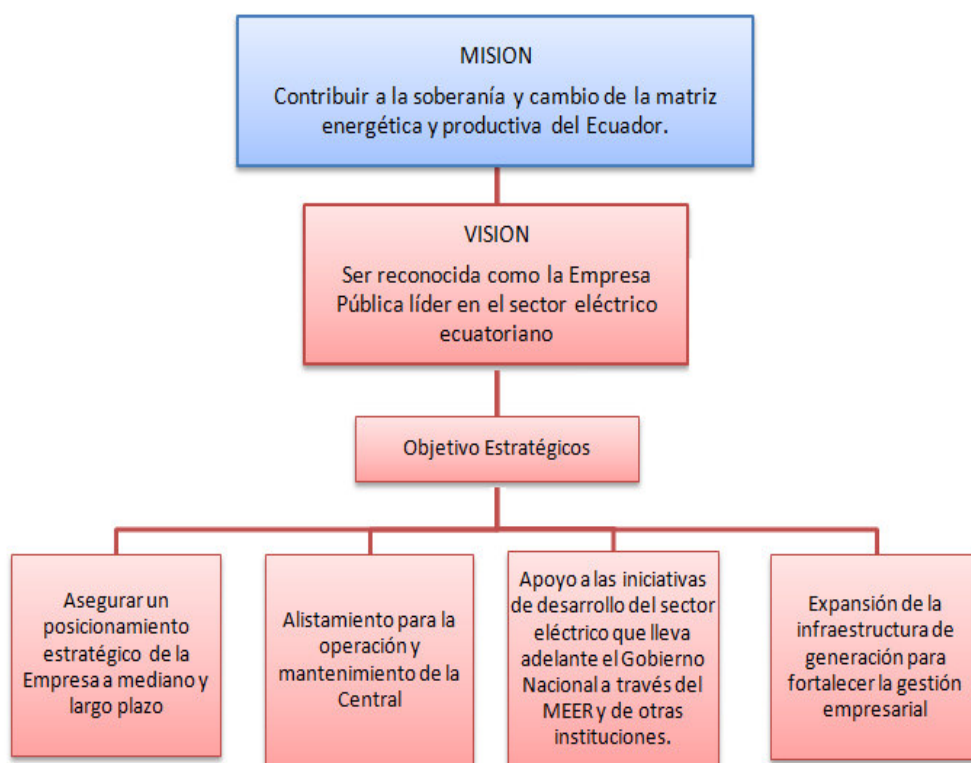 MISION
Contribuir a la soberanía y cambio de la matriz
energética y productiva del Ecuador.
VISION
Ser reconocida como la Empresa
Pública líder en el sector eléctrico
ecuatoriano
Objetivo Estratégicos
Asegurar un
posicionamiento
estratégico de la
Empresa a mediano y
largo plazo
Alistamiento para la
operación y
mantenimiento de la
Central
Apoyo a las iniciativas
de desarrollo del sector
eléctrico que lleva
adelante el Gobierno
Nacional a través del
MEER y de otras
instituciones.
Expansión de la
infraestructura de
generación para
fortalecer la gestión
empresarial